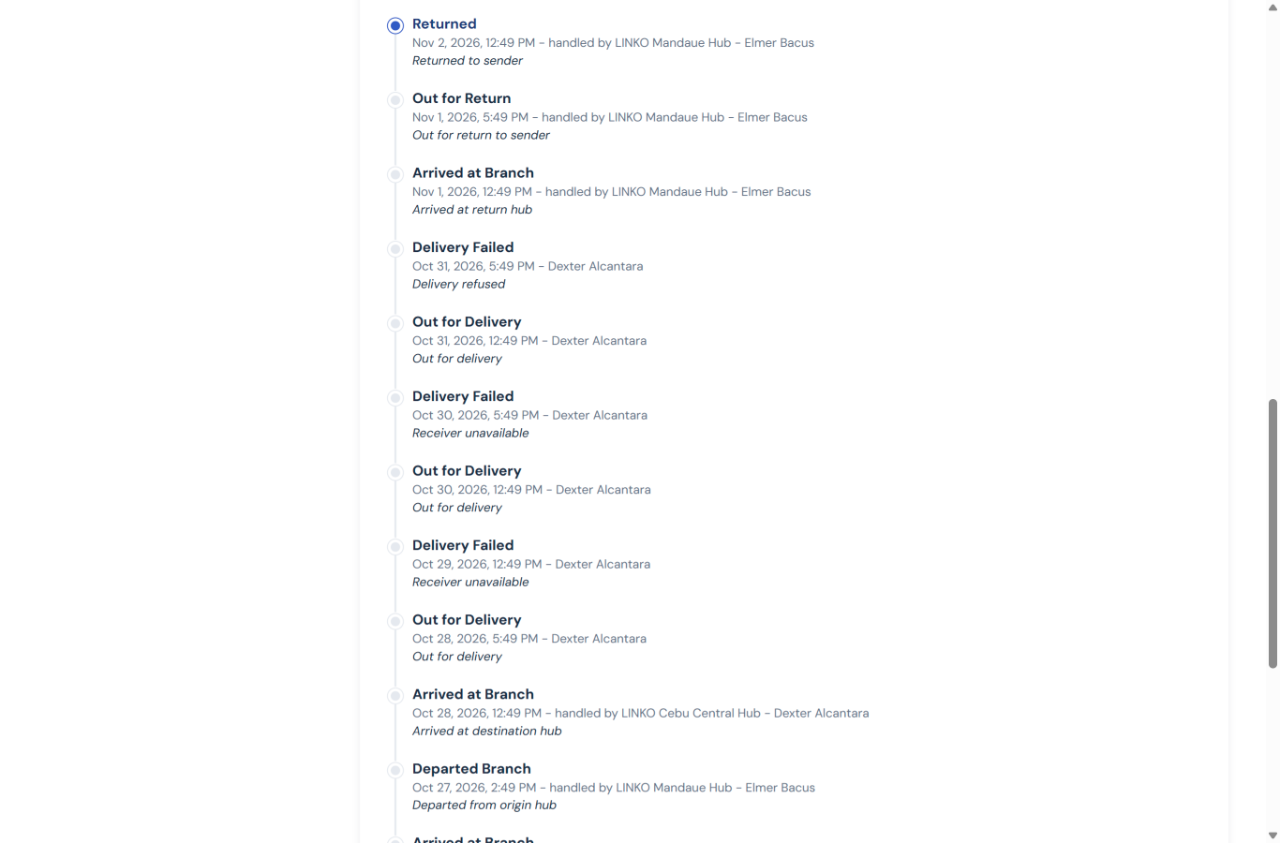 Returned
Nov 2, 2026, 12:49 PM – handled by LINKO Mandaue Hub – Elmer Bacus
Returned to sender
Out for Return
Nov 1, 2026, 5:49 PM – handled by LINKO Mandaue Hub – Elmer Bacus
Out for return to sender
Arrived at Branch
Nov 1, 2026, 12:49 PM – handled by LINKO Mandaue Hub – Elmer Bacus
Arrived at return hub
Delivery Failed
Oct 31, 2026, 5:49 PM – Dexter Alcantara
Delivery refused
Out for Delivery
Oct 31, 2026, 12:49 PM – Dexter Alcantara
Out for delivery
Delivery Failed
Oct 30, 2026, 5:49 PM – Dexter Alcantara
Receiver unavailable
Out for Delivery
Oct 30, 2026, 12:49 PM – Dexter Alcantara
Out for delivery
Delivery Failed
Oct 29, 2026, 12:49 PM – Dexter Alcantara
Receiver unavailable
Out for Delivery
Oct 28, 2026, 5:49 PM – Dexter Alcantara
Out for delivery
Arrived at Branch
Oct 28, 2026, 12:49 PM – handled by LINKO Cebu Central Hub – Dexter Alcantara
Arrived at destination hub
Departed Branch
Oct 27, 2026, 2:49 PM – handled by LINKO Mandaue Hub – Elmer Bacus
Departed from origin hub
Arrived at Branch